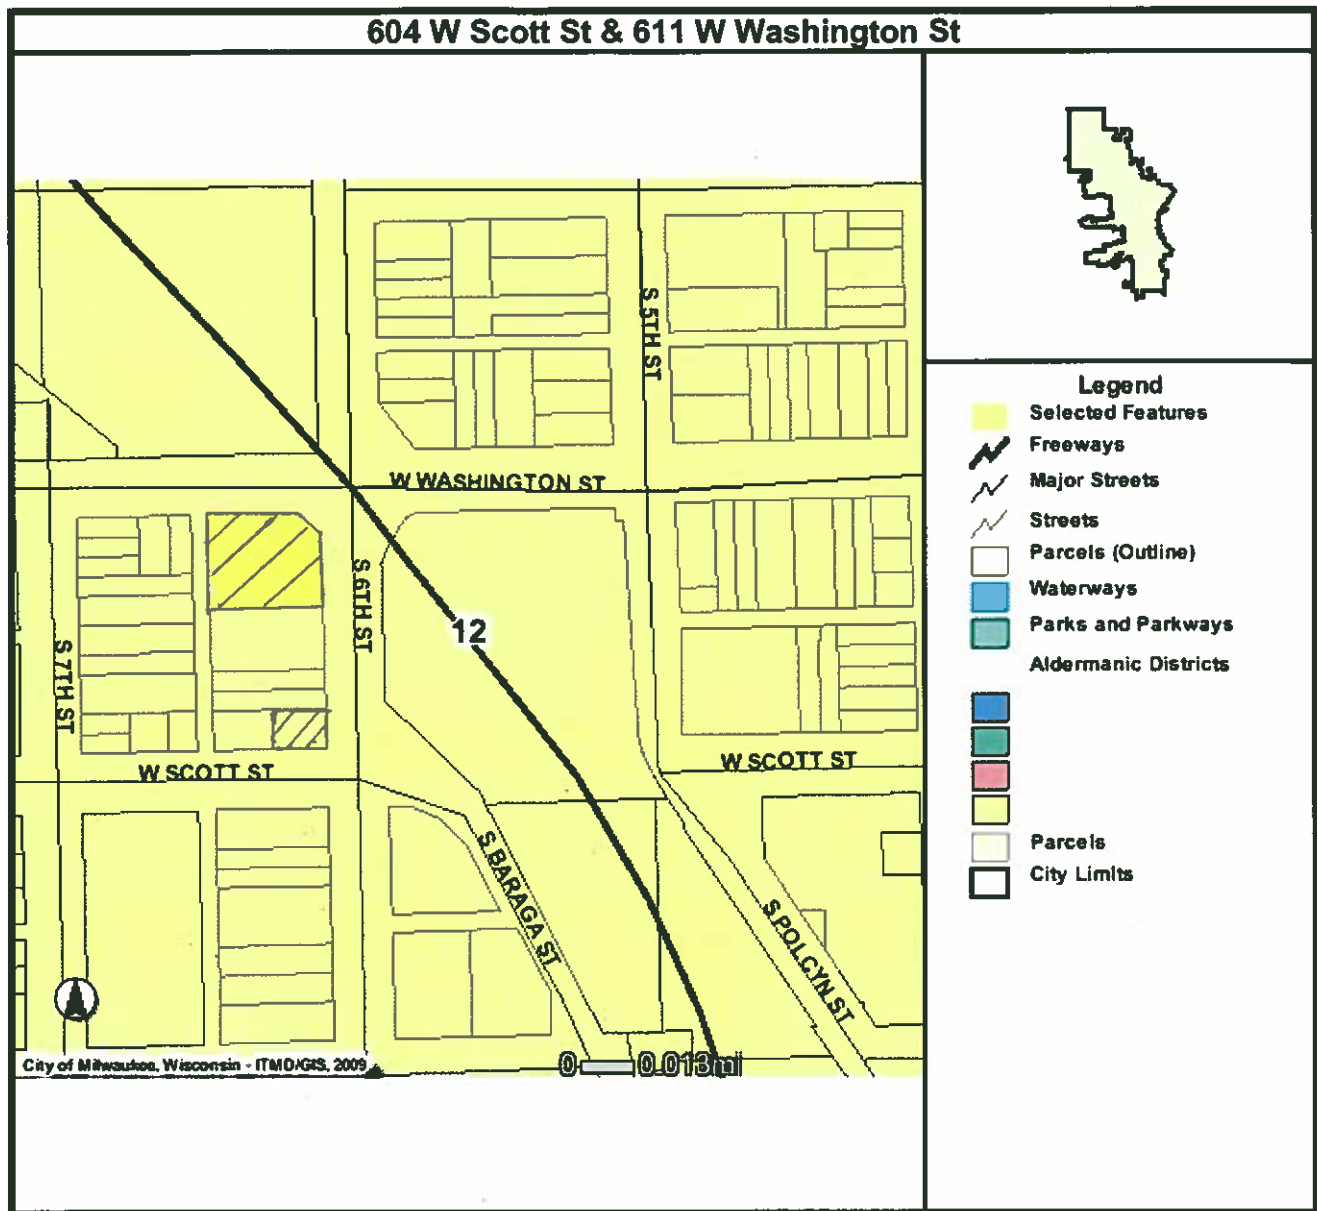 604 W Scott St & 611 W Washington St
S 5TH ST
W WASHINGTON ST
S 6TH ST
12
S 7TH ST
W SCOTT ST
W SCOTT ST
S BARAGA ST
S POLCYN ST
City of Milwaukee, Wisconsin - ITMD/GIS, 2009
0 0.013mi
Legend
Selected Features
Freeways
Major Streets
Streets
Parcels (Outline)
Waterways
Parks and Parkways
Aldermanic Districts
Parcels
City Limits